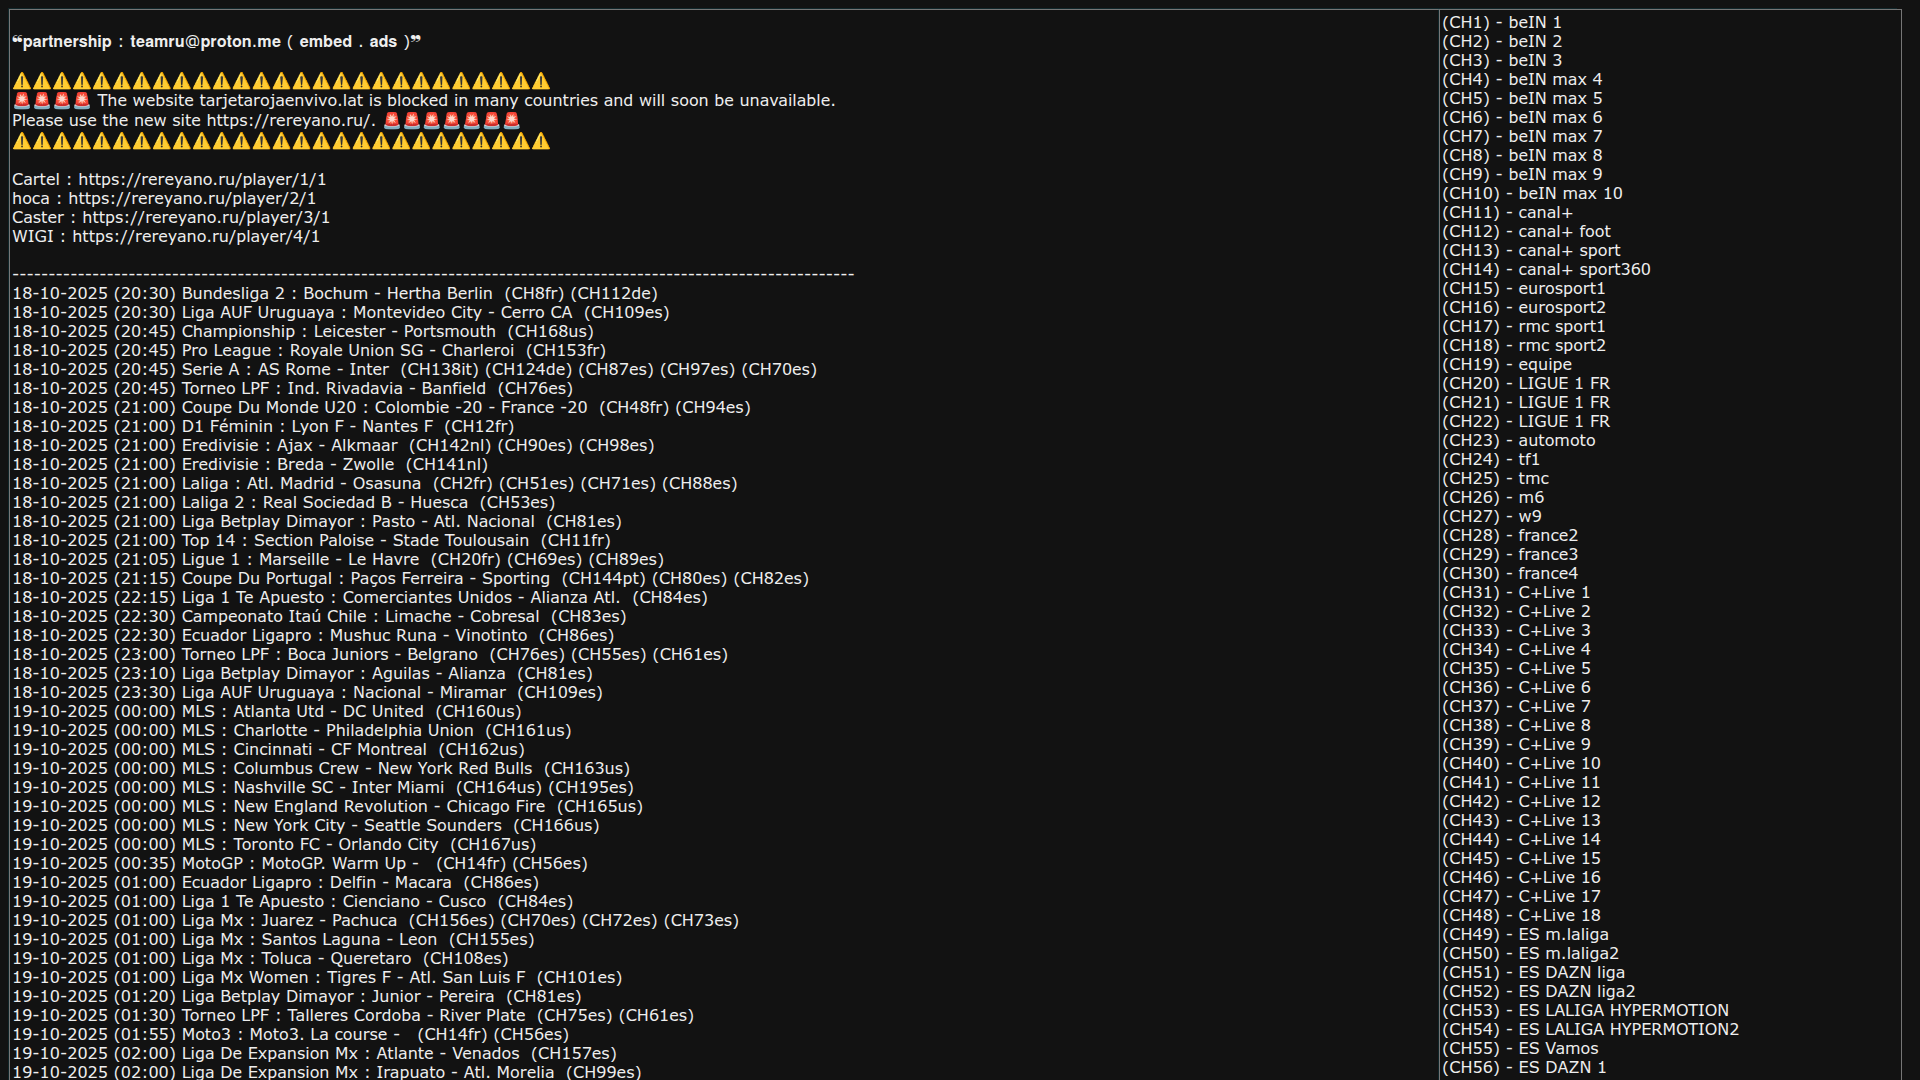 ❝𝗽𝗮𝗿𝘁𝗻𝗲𝗿𝘀𝗵𝗶𝗽 : 𝘁𝗲𝗮𝗺𝗿𝘂@𝗽𝗿𝗼𝘁𝗼𝗻.𝗺𝗲 ( 𝗲𝗺𝗯𝗲𝗱 . 𝗮𝗱𝘀 )❞
⚠️⚠️⚠️⚠️⚠️⚠️⚠️⚠️⚠️⚠️⚠️⚠️⚠️⚠️⚠️⚠️⚠️⚠️⚠️⚠️⚠️⚠️⚠️⚠️⚠️⚠️⚠️
🚨🚨🚨🚨 The website tarjetarojaenvivo.lat is blocked in many countries and will soon be unavailable.
Please use the new site https://rereyano.ru/. 🚨🚨🚨🚨🚨🚨🚨
⚠️⚠️⚠️⚠️⚠️⚠️⚠️⚠️⚠️⚠️⚠️⚠️⚠️⚠️⚠️⚠️⚠️⚠️⚠️⚠️⚠️⚠️⚠️⚠️⚠️⚠️⚠️
Cartel : https://rereyano.ru/player/1/1
hoca : https://rereyano.ru/player/2/1
Caster : https://rereyano.ru/player/3/1
WIGI : https://rereyano.ru/player/4/1
--------------------------------------------------------------------------------------------------------------------
18-10-2025 (20:30) Bundesliga 2 : Bochum - Hertha Berlin (CH8fr) (CH112de)
18-10-2025 (20:30) Liga AUF Uruguaya : Montevideo City - Cerro CA (CH109es)
18-10-2025 (20:45) Championship : Leicester - Portsmouth (CH168us)
18-10-2025 (20:45) Pro League : Royale Union SG - Charleroi (CH153fr)
18-10-2025 (20:45) Serie A : AS Rome - Inter (CH138it) (CH124de) (CH87es) (CH97es) (CH70es)
18-10-2025 (20:45) Torneo LPF : Ind. Rivadavia - Banfield (CH76es)
18-10-2025 (21:00) Coupe Du Monde U20 : Colombie -20 - France -20 (CH48fr) (CH94es)
18-10-2025 (21:00) D1 Féminin : Lyon F - Nantes F (CH12fr)
18-10-2025 (21:00) Eredivisie : Ajax - Alkmaar (CH142nl) (CH90es) (CH98es)
18-10-2025 (21:00) Eredivisie : Breda - Zwolle (CH141nl)
18-10-2025 (21:00) Laliga : Atl. Madrid - Osasuna (CH2fr) (CH51es) (CH71es) (CH88es)
18-10-2025 (21:00) Laliga 2 : Real Sociedad B - Huesca (CH53es)
18-10-2025 (21:00) Liga Betplay Dimayor : Pasto - Atl. Nacional (CH81es)
18-10-2025 (21:00) Top 14 : Section Paloise - Stade Toulousain (CH11fr)
18-10-2025 (21:05) Ligue 1 : Marseille - Le Havre (CH20fr) (CH69es) (CH89es)
18-10-2025 (21:15) Coupe Du Portugal : Paços Ferreira - Sporting (CH144pt) (CH80es) (CH82es)
18-10-2025 (22:15) Liga 1 Te Apuesto : Comerciantes Unidos - Alianza Atl. (CH84es)
18-10-2025 (22:30) Campeonato Itaú Chile : Limache - Cobresal (CH83es)
18-10-2025 (22:30) Ecuador Ligapro : Mushuc Runa - Vinotinto (CH86es)
18-10-2025 (23:00) Torneo LPF : Boca Juniors - Belgrano (CH76es) (CH55es) (CH61es)
18-10-2025 (23:10) Liga Betplay Dimayor : Aguilas - Alianza (CH81es)
18-10-2025 (23:30) Liga AUF Uruguaya : Nacional - Miramar (CH109es)
19-10-2025 (00:00) MLS : Atlanta Utd - DC United (CH160us)
19-10-2025 (00:00) MLS : Charlotte - Philadelphia Union (CH161us)
19-10-2025 (00:00) MLS : Cincinnati - CF Montreal (CH162us)
19-10-2025 (00:00) MLS : Columbus Crew - New York Red Bulls (CH163us)
19-10-2025 (00:00) MLS : Nashville SC - Inter Miami (CH164us) (CH195es)
19-10-2025 (00:00) MLS : New England Revolution - Chicago Fire (CH165us)
19-10-2025 (00:00) MLS : New York City - Seattle Sounders (CH166us)
19-10-2025 (00:00) MLS : Toronto FC - Orlando City (CH167us)
19-10-2025 (00:35) MotoGP : MotoGP. Warm Up - (CH14fr) (CH56es)
19-10-2025 (01:00) Ecuador Ligapro : Delfin - Macara (CH86es)
19-10-2025 (01:00) Liga 1 Te Apuesto : Cienciano - Cusco (CH84es)
19-10-2025 (01:00) Liga Mx : Juarez - Pachuca (CH156es) (CH70es) (CH72es) (CH73es)
19-10-2025 (01:00) Liga Mx : Santos Laguna - Leon (CH155es)
19-10-2025 (01:00) Liga Mx : Toluca - Queretaro (CH108es)
19-10-2025 (01:00) Liga Mx Women : Tigres F - Atl. San Luis F (CH101es)
19-10-2025 (01:20) Liga Betplay Dimayor : Junior - Pereira (CH81es)
19-10-2025 (01:30) Torneo LPF : Talleres Cordoba - River Plate (CH75es) (CH61es)
19-10-2025 (01:55) Moto3 : Moto3. La course - (CH14fr) (CH56es)
19-10-2025 (02:00) Liga De Expansion Mx : Atlante - Venados (CH157es)
19-10-2025 (02:00) Liga De Expansion Mx : Irapuato - Atl. Morelia (CH99es)
(CH1) - beIN 1
(CH2) - beIN 2
(CH3) - beIN 3
(CH4) - beIN max 4
(CH5) - beIN max 5
(CH6) - beIN max 6
(CH7) - beIN max 7
(CH8) - beIN max 8
(CH9) - beIN max 9
(CH10) - beIN max 10
(CH11) - canal+
(CH12) - canal+ foot
(CH13) - canal+ sport
(CH14) - canal+ sport360
(CH15) - eurosport1
(CH16) - eurosport2
(CH17) - rmc sport1
(CH18) - rmc sport2
(CH19) - equipe
(CH20) - LIGUE 1 FR
(CH21) - LIGUE 1 FR
(CH22) - LIGUE 1 FR
(CH23) - automoto
(CH24) - tf1
(CH25) - tmc
(CH26) - m6
(CH27) - w9
(CH28) - france2
(CH29) - france3
(CH30) - france4
(CH31) - C+Live 1
(CH32) - C+Live 2
(CH33) - C+Live 3
(CH34) - C+Live 4
(CH35) - C+Live 5
(CH36) - C+Live 6
(CH37) - C+Live 7
(CH38) - C+Live 8
(CH39) - C+Live 9
(CH40) - C+Live 10
(CH41) - C+Live 11
(CH42) - C+Live 12
(CH43) - C+Live 13
(CH44) - C+Live 14
(CH45) - C+Live 15
(CH46) - C+Live 16
(CH47) - C+Live 17
(CH48) - C+Live 18
(CH49) - ES m.laliga
(CH50) - ES m.laliga2
(CH51) - ES DAZN liga
(CH52) - ES DAZN liga2
(CH53) - ES LALIGA HYPERMOTION
(CH54) - ES LALIGA HYPERMOTION2
(CH55) - ES Vamos
(CH56) - ES DAZN 1